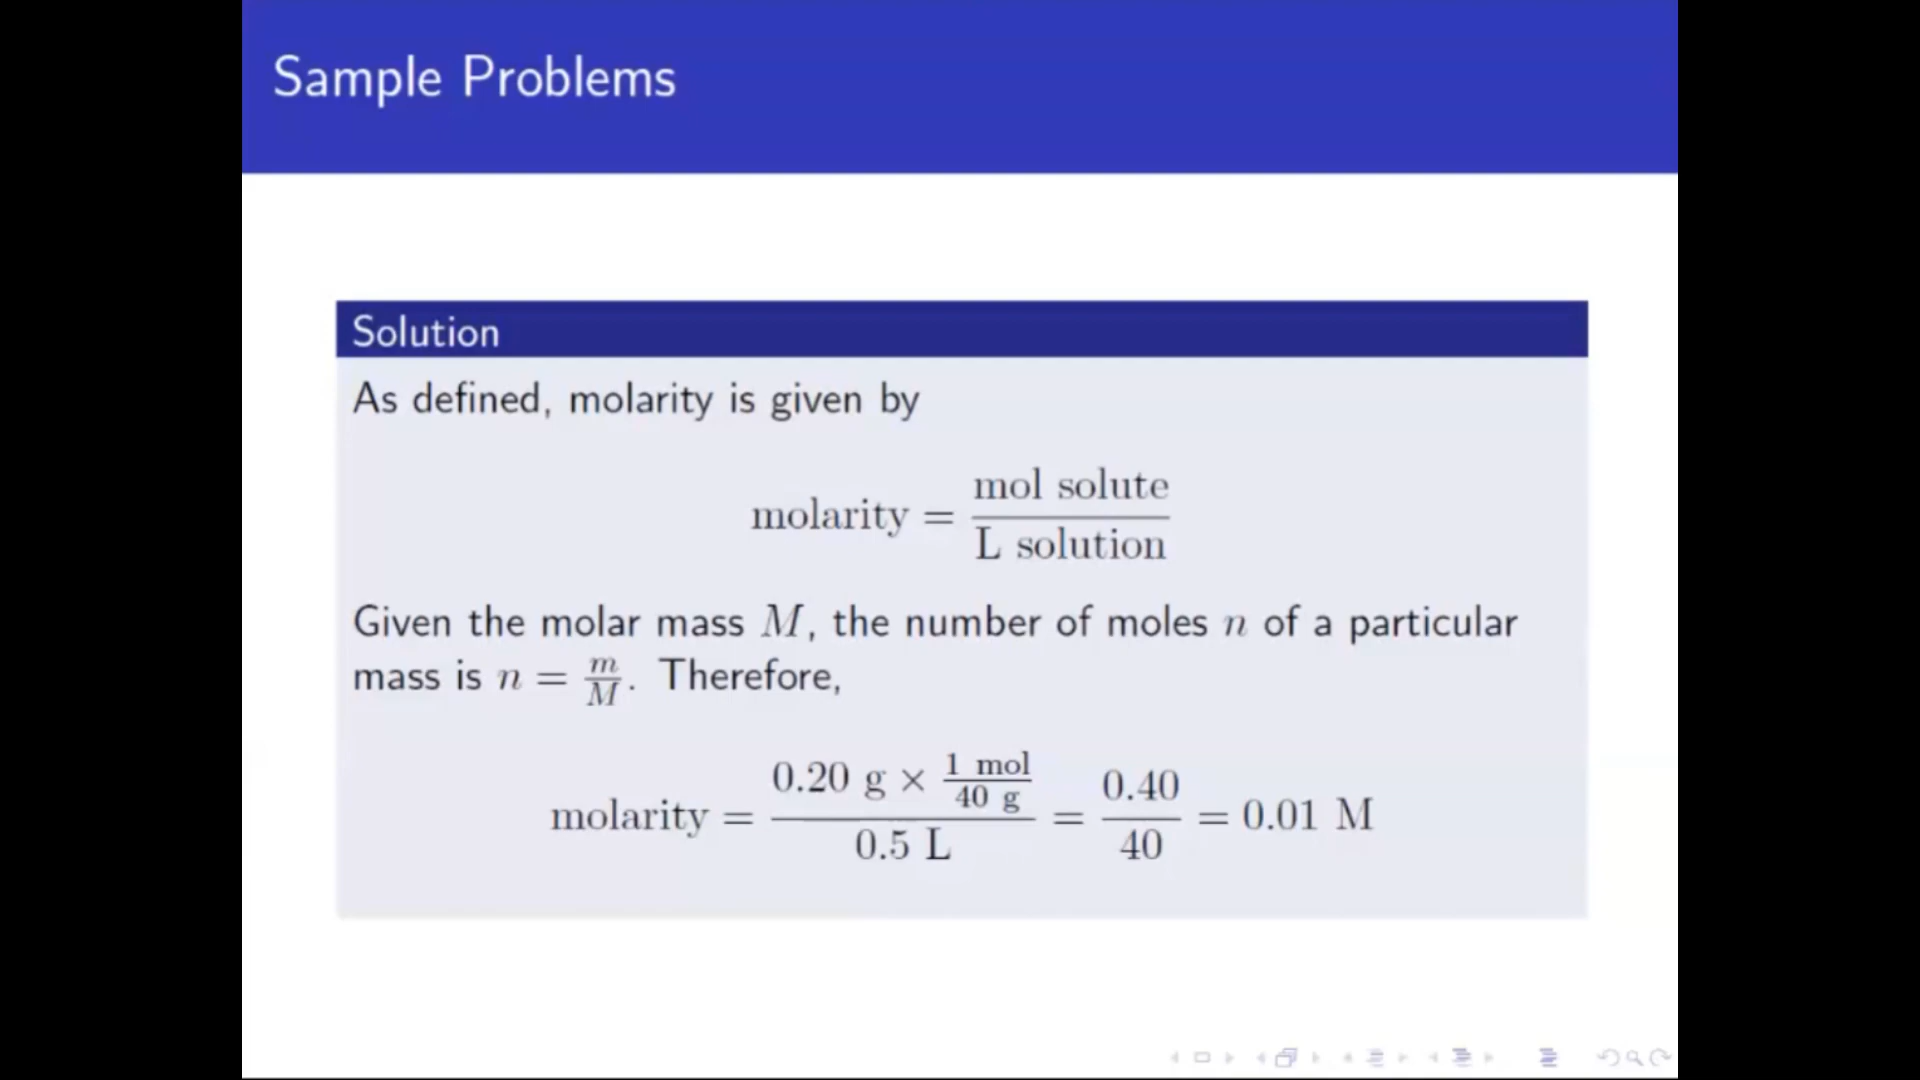 Sample Problems
Solution
As defined, molarity is given by
molarity = mol solute / L solution
Given the molar mass M, the number of moles n of a particular
mass is n = m/M. Therefore,
molarity = (0.20 g × 1 mol/40 g) / 0.5 L = 0.40/40 = 0.01 M